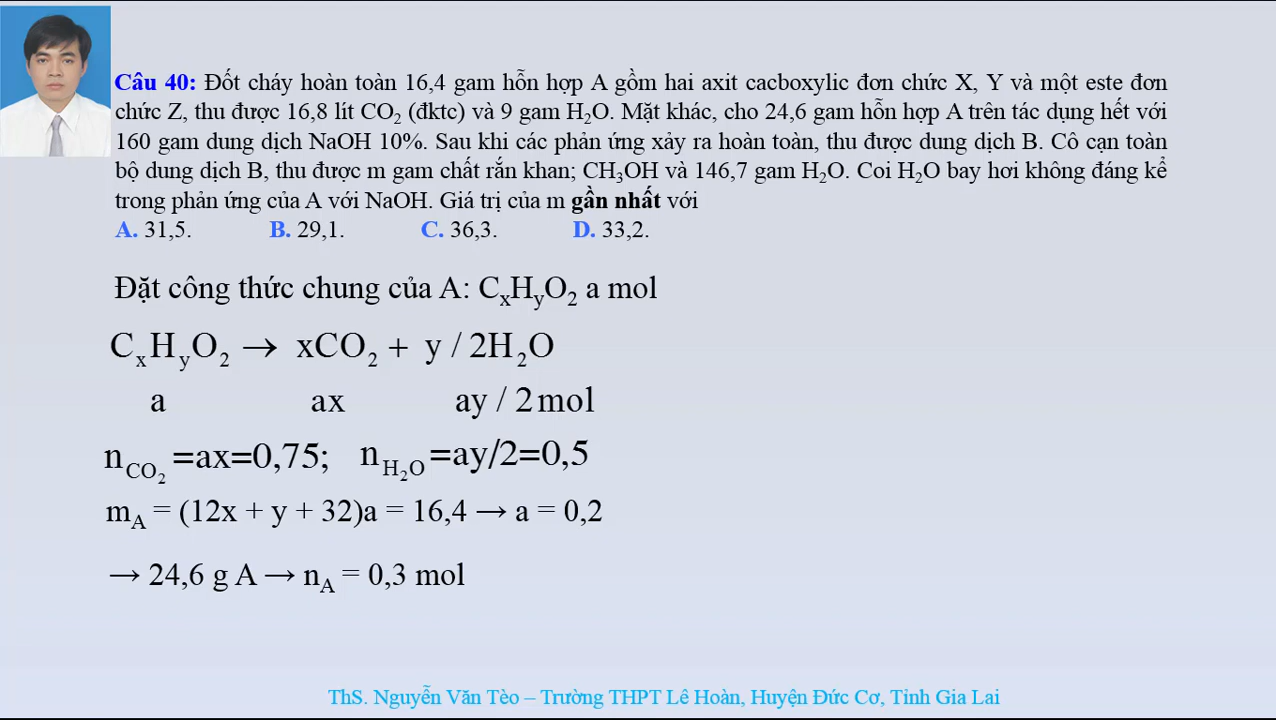 Câu 40: Đốt cháy hoàn toàn 16,4 gam hỗn hợp A gồm hai axit cacboxylic đơn chức X, Y và một este đơn
chức Z, thu được 16,8 lít CO₂ (đktc) và 9 gam H₂O. Mặt khác, cho 24,6 gam hỗn hợp A trên tác dụng hết với
160 gam dung dịch NaOH 10%. Sau khi các phản ứng xảy ra hoàn toàn, thu được dung dịch B. Cô cạn toàn
bộ dung dịch B, thu được m gam chất rắn khan; CH₃OH và 146,7 gam H₂O. Coi H₂O bay hơi không đáng kể
trong phản ứng của A với NaOH. Giá trị của m gần nhất với
A. 31,5. B. 29,1. C. 36,3. D. 33,2.
Đặt công thức chung của A: CₓHᵧO₂ a mol
CₓHᵧO₂ → xCO₂ + y / 2H₂O
a ax ay / 2 mol
n_CO₂ =ax=0,75; n_H₂O =ay/2=0,5
m_A = (12x + y + 32)a = 16,4 → a = 0,2
→ 24,6 g A → n_A = 0,3 mol
ThS. Nguyễn Văn Tèo – Trường THPT Lê Hoàn, Huyện Đức Cơ, Tỉnh Gia Lai